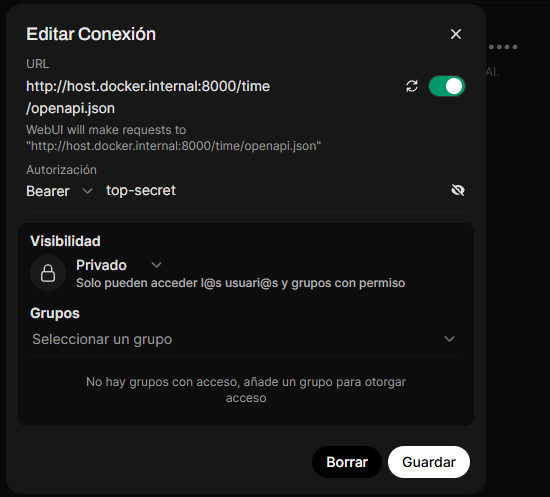 Editar Conexión
URL
http://host.docker.internal:8000/time
/openapi.json
WebUI will make requests to
"http://host.docker.internal:8000/time/openapi.json"
Autorización
Bearer top-secret
Visibilidad
Privado
Solo pueden acceder l@s usuari@s y grupos con permiso
Grupos
Seleccionar un grupo
No hay grupos con acceso, añade un grupo para otorgar
acceso
Borrar Guardar
AI.